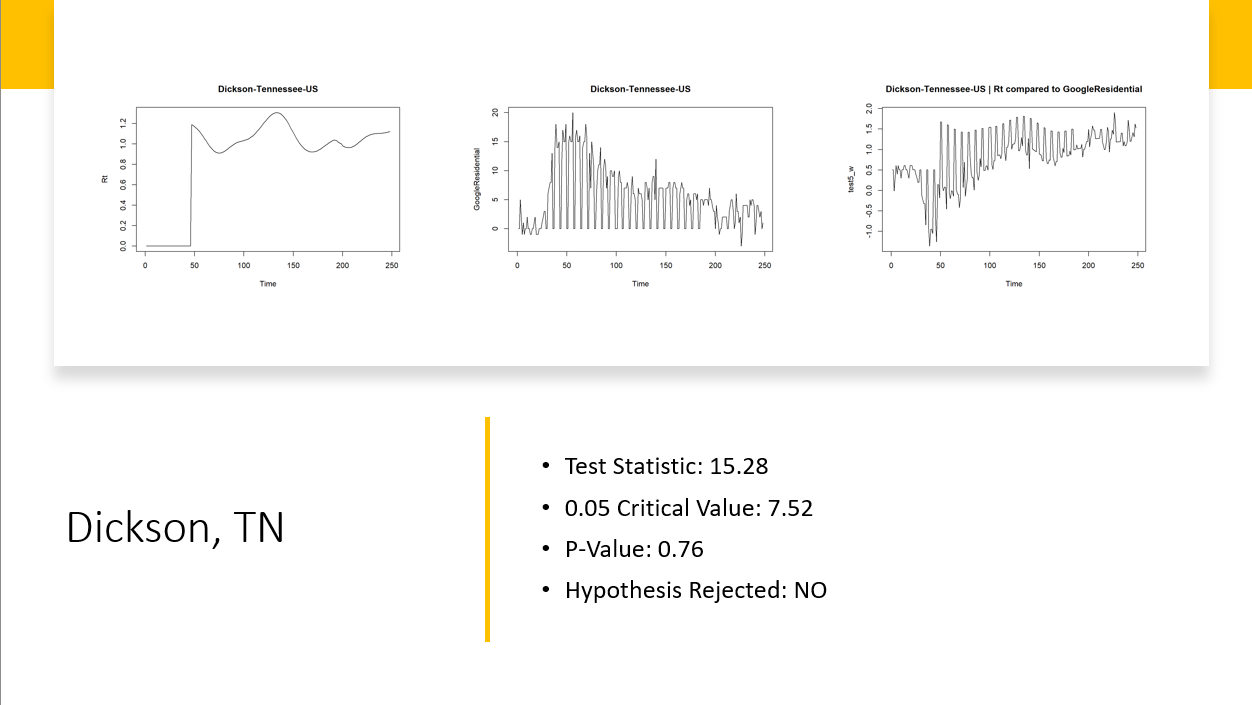 Dickson-Tennessee-US
Rt
0.0 0.2 0.4 0.6 0.8 1.0 1.2
0 50 100 150 200 250
Time
Dickson-Tennessee-US
GoogleResidential
0 5 10 15 20
0 50 100 150 200 250
Time
Dickson-Tennessee-US | Rt compared to GoogleResidential
test5_w
-1.0 -0.5 0.0 0.5 1.0 1.5 2.0
0 50 100 150 200 250
Time
Dickson, TN
• Test Statistic: 15.28
• 0.05 Critical Value: 7.52
• P-Value: 0.76
• Hypothesis Rejected: NO